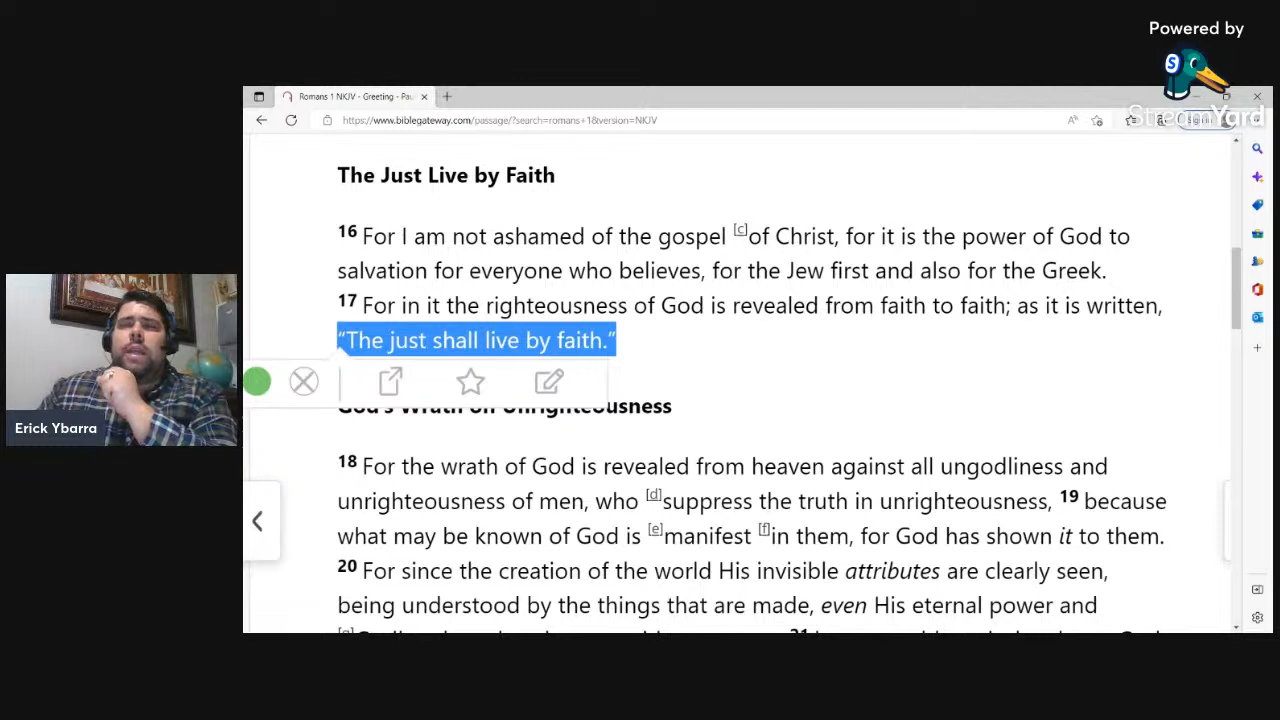 Powered by
StreamYard
Romans 1 NKJV - Greeting - Pau
https://www.biblegateway.com/passage/?search=romans+1&version=NKJV
The Just Live by Faith
16 For I am not ashamed of the gospel [c]of Christ, for it is the power of God to
salvation for everyone who believes, for the Jew first and also for the Greek.
17 For in it the righteousness of God is revealed from faith to faith; as it is written,
“The just shall live by faith.”
God's Wrath on Unrighteousness
18 For the wrath of God is revealed from heaven against all ungodliness and
unrighteousness of men, who [d]suppress the truth in unrighteousness, 19 because
what may be known of God is [e]manifest [f]in them, for God has shown it to them.
20 For since the creation of the world His invisible attributes are clearly seen,
being understood by the things that are made, even His eternal power and
Erick Ybarra